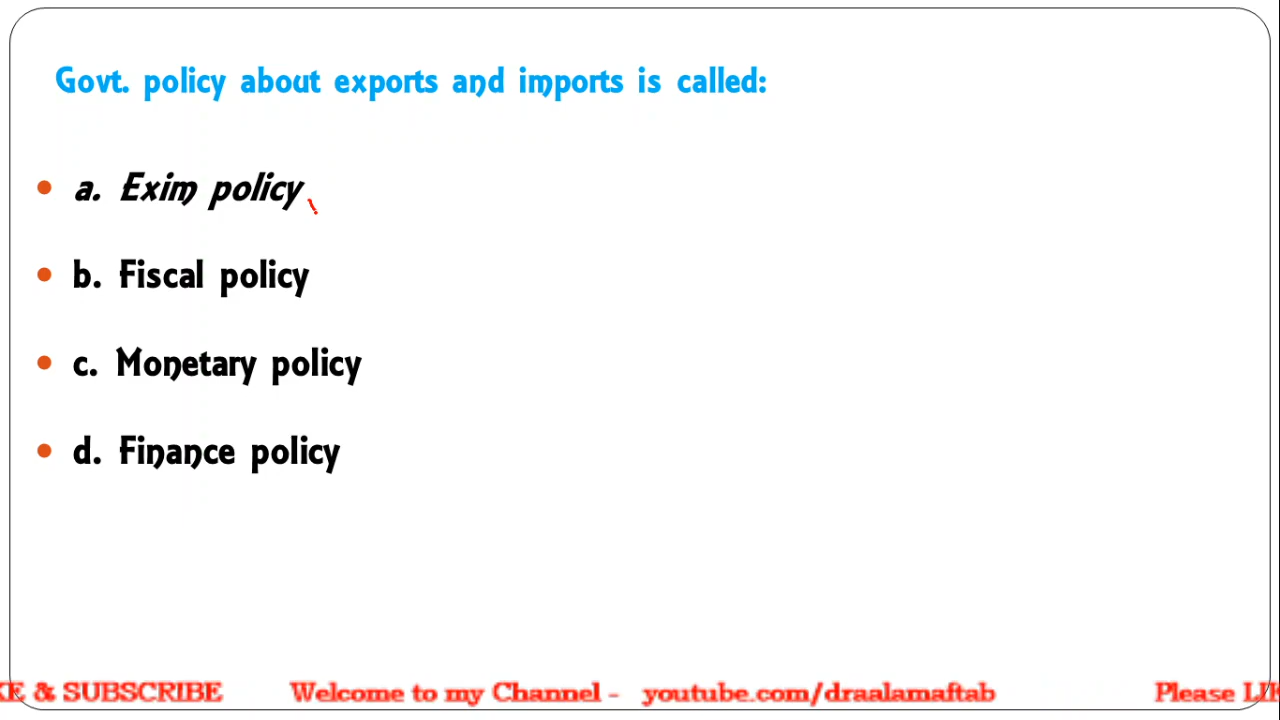 Govt. policy about exports and imports is called:
a. Exim policy
b. Fiscal policy
c. Monetary policy
d. Finance policy
& SUBSCRIBE Welcome to my Channel - youtube.com/draalamaftab Please